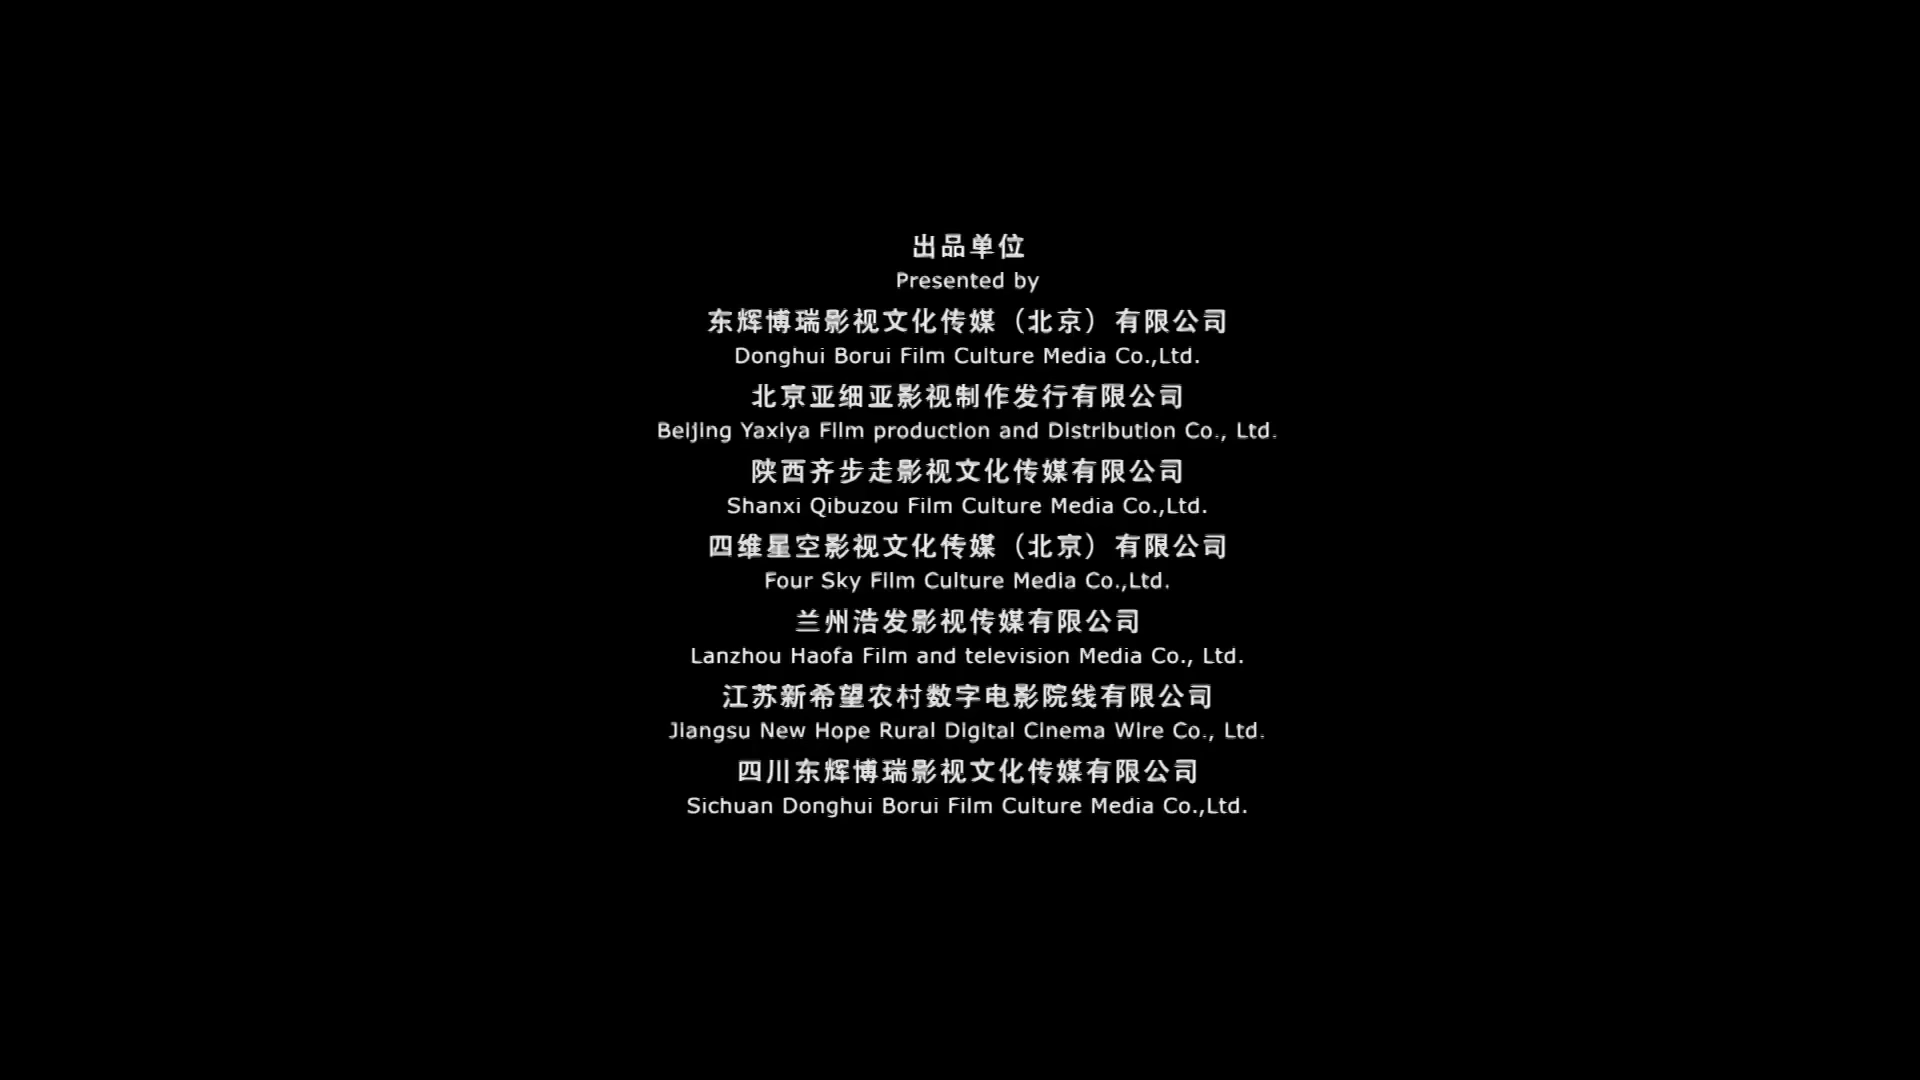 出品单位
Presented by
东辉博瑞影视文化传媒（北京）有限公司
Donghui Borui Film Culture Media Co.,Ltd.
北京亚细亚影视制作发行有限公司
Beijing Yaxiya Film production and Distribution Co., Ltd.
陕西齐步走影视文化传媒有限公司
Shanxi Qibuzou Film Culture Media Co.,Ltd.
四维星空影视文化传媒（北京）有限公司
Four Sky Film Culture Media Co.,Ltd.
兰州浩发影视传媒有限公司
Lanzhou Haofa Film and television Media Co., Ltd.
江苏新希望农村数字电影院线有限公司
Jiangsu New Hope Rural Digital Cinema Wire Co., Ltd.
四川东辉博瑞影视文化传媒有限公司
Sichuan Donghui Borui Film Culture Media Co.,Ltd.